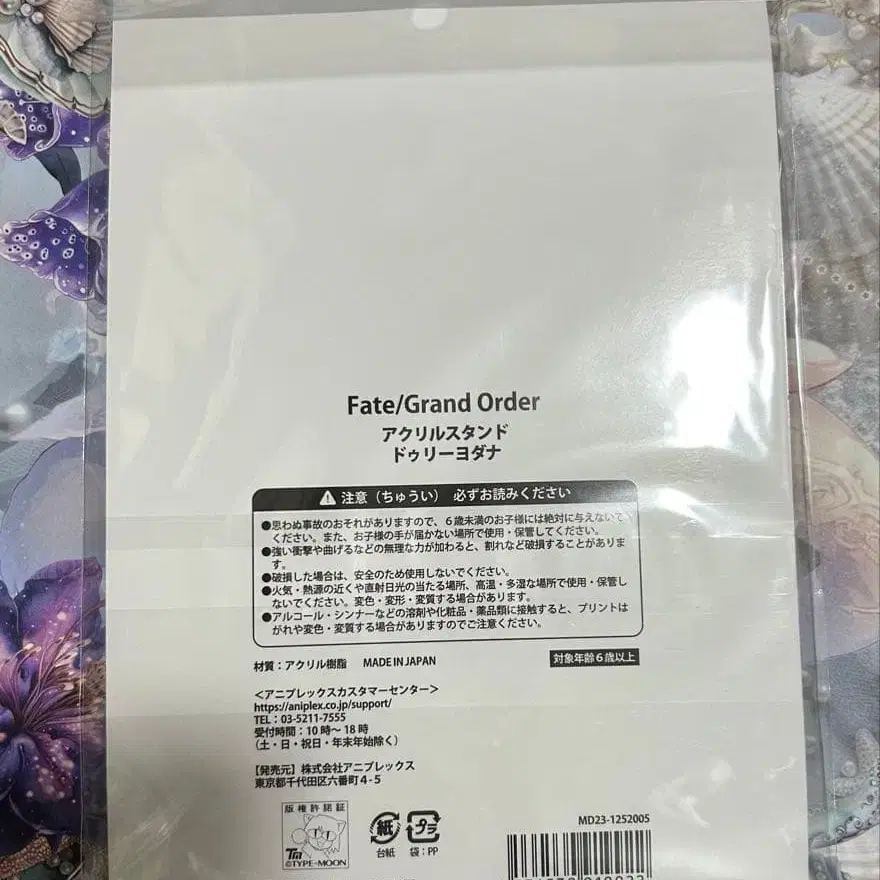 Fate/Grand Order
アクリルスタンド
ドゥリーヨダナ
注意（ちゅうい） 必ずお読みください
●思わぬ事故のおそれがありますので、６歳未満のお子様には絶対に与えないで
ください。また、お子様の手が届かない場所で使用・保管してください。
●強い衝撃や曲げるなどの無理な力が加わると、割れなど破損することがありま
す。
●破損した場合は、安全のため使用しないでください。
●火気・熱源の近くや直射日光の当たる場所、高温・多湿な場所で使用・保管し
ないでください。変色・変形・変質する場合があります。
●アルコール・シンナーなどの溶剤や化粧品・薬品類に接触すると、プリントは
がれや変色・変質する場合がありますのでご注意ください。
材質：アクリル樹脂 MADE IN JAPAN
対象年齢６歳以上
＜アニプレックスカスタマーセンター＞
https://aniplex.co.jp/support/
TEL：03-5211-7555
受付時間：10時～18時
（土・日・祝日・年末年始除く）
【発売元】株式会社アニプレックス
東京都千代田区六番町4-5
版権許諾証
TM
©TYPE-MOON
紙
台紙
プラ
袋：PP
MD23-1252005